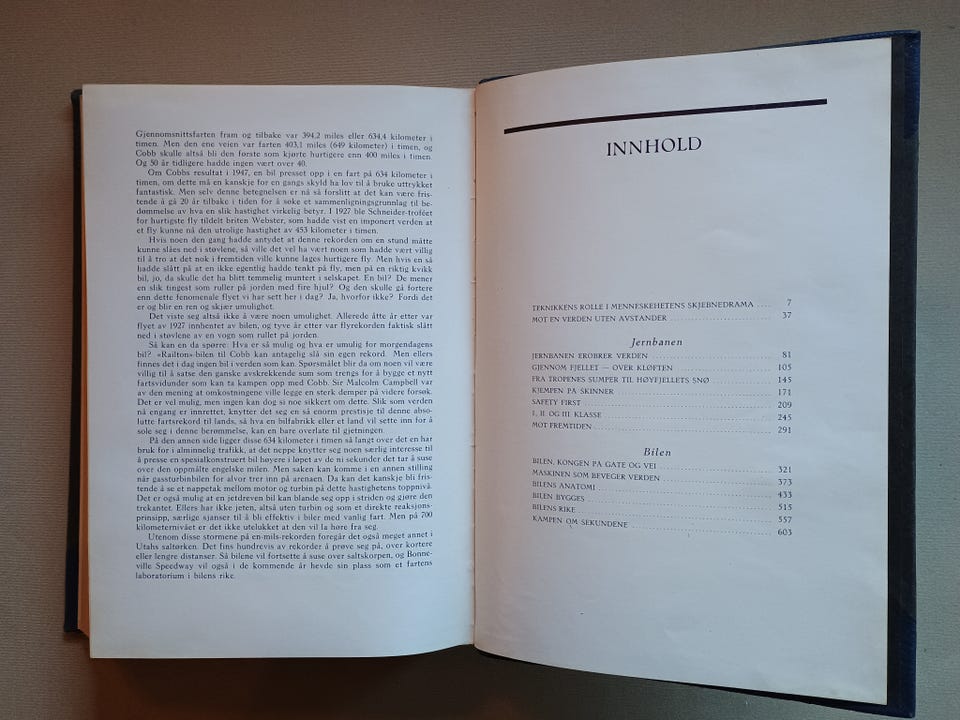 Gjennomsnittsfarten fram og tilbake var 394,2 miles eller 634,4 kilometer i
timen. Men den ene veien var farten 403,1 miles (649 kilometer) i timen, og
Cobb skulle altså bli den første som kjørte hurtigere enn 400 miles i timen.
Og 50 år tidligere hadde ingen vært over 40.
Om Cobbs resultat i 1947, en bil presset opp i en fart på 634 kilometer i
timen, om dette må en kanskje for en gangs skyld ha lov til å bruke uttrykket
fantastisk. Men selv denne betegnelsen er nå så forslitt at det kan være fris-
tende å gå 20 år tilbake i tiden for å søke et sammenligningsgrunnlag til be-
dømmelse av hva en slik hastighet virkelig betyr. I 1927 ble Schneider-troféet
for hurtigste fly tildelt briten Webster, som hadde vist en imponert verden at
et fly kunne nå den utrolige hastighet av 453 kilometer i timen.
Hvis noen den gang hadde antydet at denne rekorden om en stund måtte
kunne slåes ned i støvlene, så ville det vel ha vært noen som hadde vært villig
til å tro at det nok i fremtiden ville kunne lages hurtigere fly. Men hvis en så
hadde slått på at en ikke egentlig hadde tenkt på fly, men på en riktig kvikk
bil, jo, da skulle det ha blitt temmelig muntert i selskapet. En bil? De mener
en slik tingest som ruller på jorden med fire hjul? Og den skulle gå fortere
enn dette fenomenale flyet vi har sett her i dag? Ja, hvorfor ikke? Fordi det
er og blir en ren og skjær umulighet.
Det viste seg altså ikke å være noen umulighet. Allerede åtte år etter var
flyet av 1927 innhentet av bilen, og tyve år etter var flyrekorden faktisk slått
ned i støvlene av en vogn som rullet på jorden.
Så kan en da spørre: Hva er så mulig og hva er umulig for morgendagens
bil? «Railton»-bilen til Cobb kan antagelig slå sin egen rekord. Men ellers
finnes det i dag ingen bil i verden som kan. Spørsmålet blir da om noen vil være
villig til å satse den ganske avskrekkende sum som trengs for å bygge et nytt
fartsvidunder som kan ta kampen opp med Cobb. Sir Malcolm Campbell var
av den mening at omkostningene ville legge en sterk demper på videre forsøk.
Det er vel mulig, men ingen kan dog si noe sikkert om dette. Slik som verden
nå engang er innrettet, knytter det seg en så enorm prestisje til denne abso-
lutte fartsrekord til lands, så hva en bilfabrikk eller et land vil sette inn for å
sole seg i denne berømmelse, kan en bare overlate til gjetningen.
På den annen side ligger disse 634 kilometer i timen så langt over det en har
bruk for i alminnelig trafikk, at det neppe knytter seg noen særlig interesse til
å presse en spesialkonstruert bil høyere i løpet av de ni sekunder det tar å suse
over den oppmålte engelske milen. Men saken kan komme i en annen stilling
når gassturbinbilen for alvor trer inn på arenaen. Da kan det kanskje bli fris-
tende å se et nappetak mellom motor og turbin på dette hastighetens toppnivå.
Det er også mulig at en jetdreven bil kan blande seg opp i striden og gjøre den
trekantet. Ellers har ikke jeten, altså uten turbin og som et direkte reaksjons-
prinsipp, særlige sjanser til å bli effektiv i biler med vanlig fart. Men på 700
kilometernivået er det ikke utelukket at den vil la høre fra seg.
Utenom disse stormene på en-mils-rekorden foregår det også meget annet i
Utahs saltørken. Det fins hundrevis av rekorder å prøve seg på, over kortere
eller lengre distanser. Så bilene vil fortsette å suse over saltskorpen, og Bonne-
ville Speedway vil også i de kommende år hevde sin plass som et fartens
laboratorium i bilens rike.
INNHOLD
TEKNIKKENS ROLLE I MENNESKEHETENS SKJEBNEDRAMA .... 7
MOT EN VERDEN UTEN AVSTANDER .... 37
Jernbanen
JERNBANEN EROBRER VERDEN .... 81
GJENNOM FJELLET — OVER KLØFTEN .... 105
FRA TROPENES SUMPER TIL HØYFJELLETS SNØ .... 145
KJEMPEN PÅ SKINNER .... 171
SAFETY FIRST .... 209
I, II OG III KLASSE .... 245
MOT FREMTIDEN .... 291
Bilen
BILEN, KONGEN PÅ GATE OG VEI .... 321
MASKINEN SOM BEVEGER VERDEN .... 373
BILENS ANATOMI .... 433
BILEN BYGGES .... 515
BILENS RIKE .... 557
KAMPEN OM SEKUNDENE .... 603